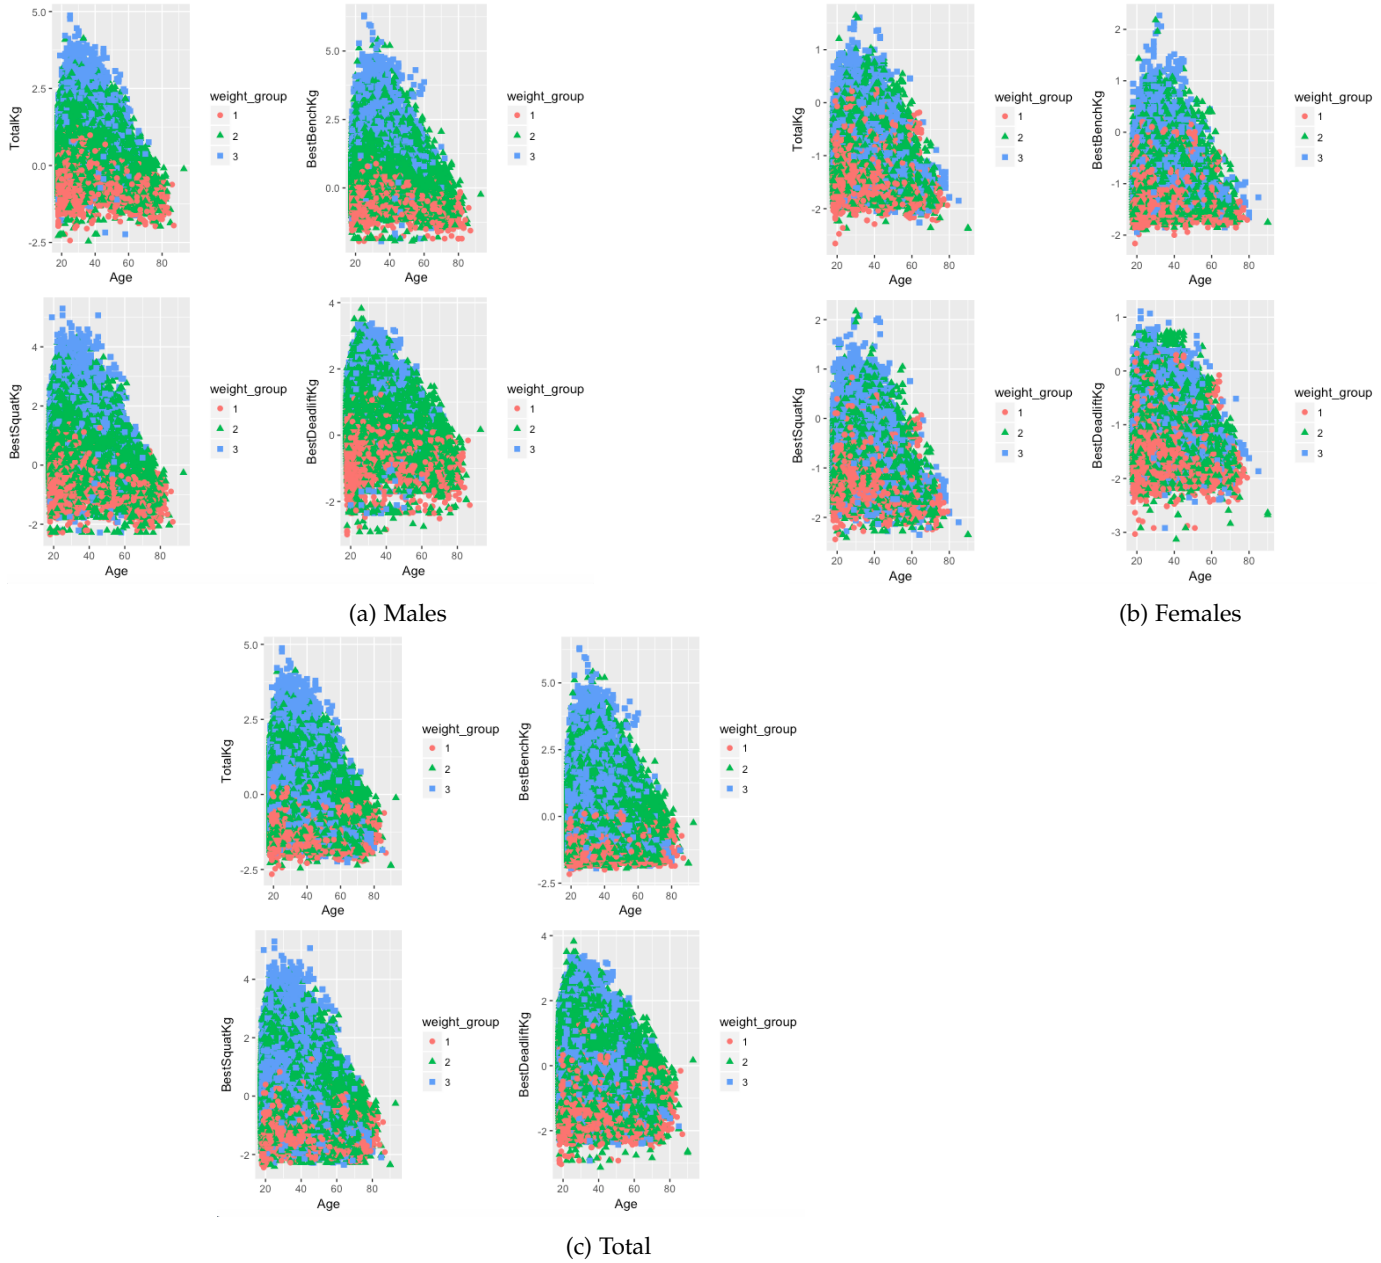 TotalKg
5.0
2.5
0.0
-2.5
20 40 60 80
Age
weight_group
1
2
3
BestBenchKg
5.0
2.5
0.0
20 40 60 80
Age
weight_group
1
2
3
BestSquatKg
4
2
0
-2
20 40 60 80
Age
weight_group
1
2
3
BestDeadliftKg
4
2
0
-2
20 40 60 80
Age
weight_group
1
2
3
(a) Males
TotalKg
1
0
-1
-2
20 40 60 80
Age
weight_group
1
2
3
BestBenchKg
2
1
0
-1
-2
20 40 60 80
Age
weight_group
1
2
3
BestSquatKg
2
1
0
-1
-2
20 40 60 80
Age
weight_group
1
2
3
BestDeadliftKg
1
0
-1
-2
-3
20 40 60 80
Age
weight_group
1
2
3
(b) Females
TotalKg
5.0
2.5
0.0
-2.5
20 40 60 80
Age
weight_group
1
2
3
BestBenchKg
5.0
2.5
0.0
-2.5
20 40 60 80
Age
weight_group
1
2
3
BestSquatKg
4
2
0
-2
20 40 60 80
Age
weight_group
1
2
3
BestDeadliftKg
4
2
0
-2
20 40 60 80
Age
weight_group
1
2
3
(c) Total